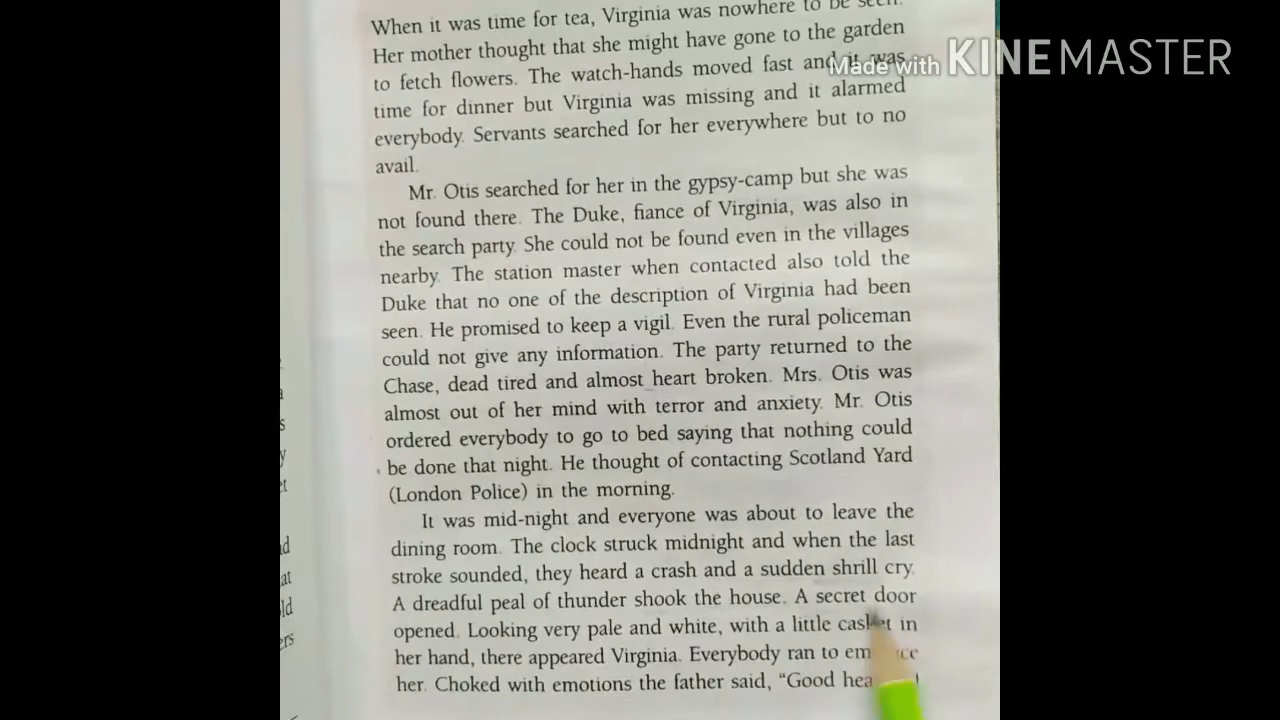 When it was time for tea, Virginia was nowhere to be seen.
Her mother thought that she might have gone to the garden
to fetch flowers. The watch-hands moved fast and it was
Made with KINEMASTER
time for dinner but Virginia was missing and it alarmed
everybody. Servants searched for her everywhere but to no
avail.
Mr. Otis searched for her in the gypsy-camp but she was
not found there. The Duke, fiance of Virginia, was also in
the search party. She could not be found even in the villages
nearby. The station master when contacted also told the
Duke that no one of the description of Virginia had been
seen. He promised to keep a vigil. Even the rural policeman
could not give any information. The party returned to the
Chase, dead tired and almost heart broken. Mrs. Otis was
almost out of her mind with terror and anxiety. Mr. Otis
ordered everybody to go to bed saying that nothing could
be done that night. He thought of contacting Scotland Yard
(London Police) in the morning.
It was mid-night and everyone was about to leave the
dining room. The clock struck midnight and when the last
stroke sounded, they heard a crash and a sudden shrill cry.
A dreadful peal of thunder shook the house. A secret door
opened. Looking very pale and white, with a little casket in
her hand, there appeared Virginia. Everybody ran to
her. Choked with emotions the father said, "Good